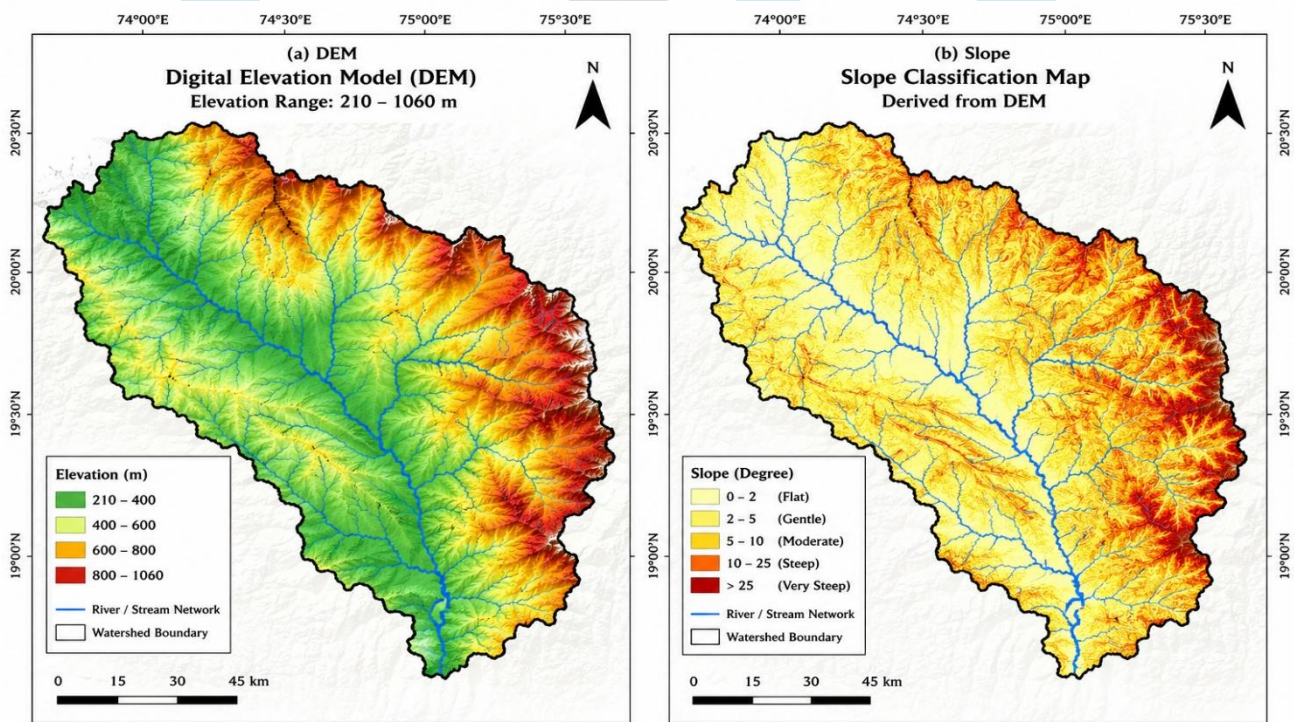 74°00'E 74°30'E 75°00'E 75°30'E
(a) DEM
Digital Elevation Model (DEM)
Elevation Range: 210 – 1060 m
N
20°30'N
20°00'N
19°30'N
19°00'N
Elevation (m)
210 – 400
400 – 600
600 – 800
800 – 1060
River / Stream Network
Watershed Boundary
0 15 30 45 km
74°00'E 74°30'E 75°00'E 75°30'E
(b) Slope
Slope Classification Map
Derived from DEM
N
20°30'N
20°00'N
19°30'N
19°00'N
Slope (Degree)
0 – 2 (Flat)
2 – 5 (Gentle)
5 – 10 (Moderate)
10 – 25 (Steep)
> 25 (Very Steep)
River / Stream Network
Watershed Boundary
0 15 30 45 km